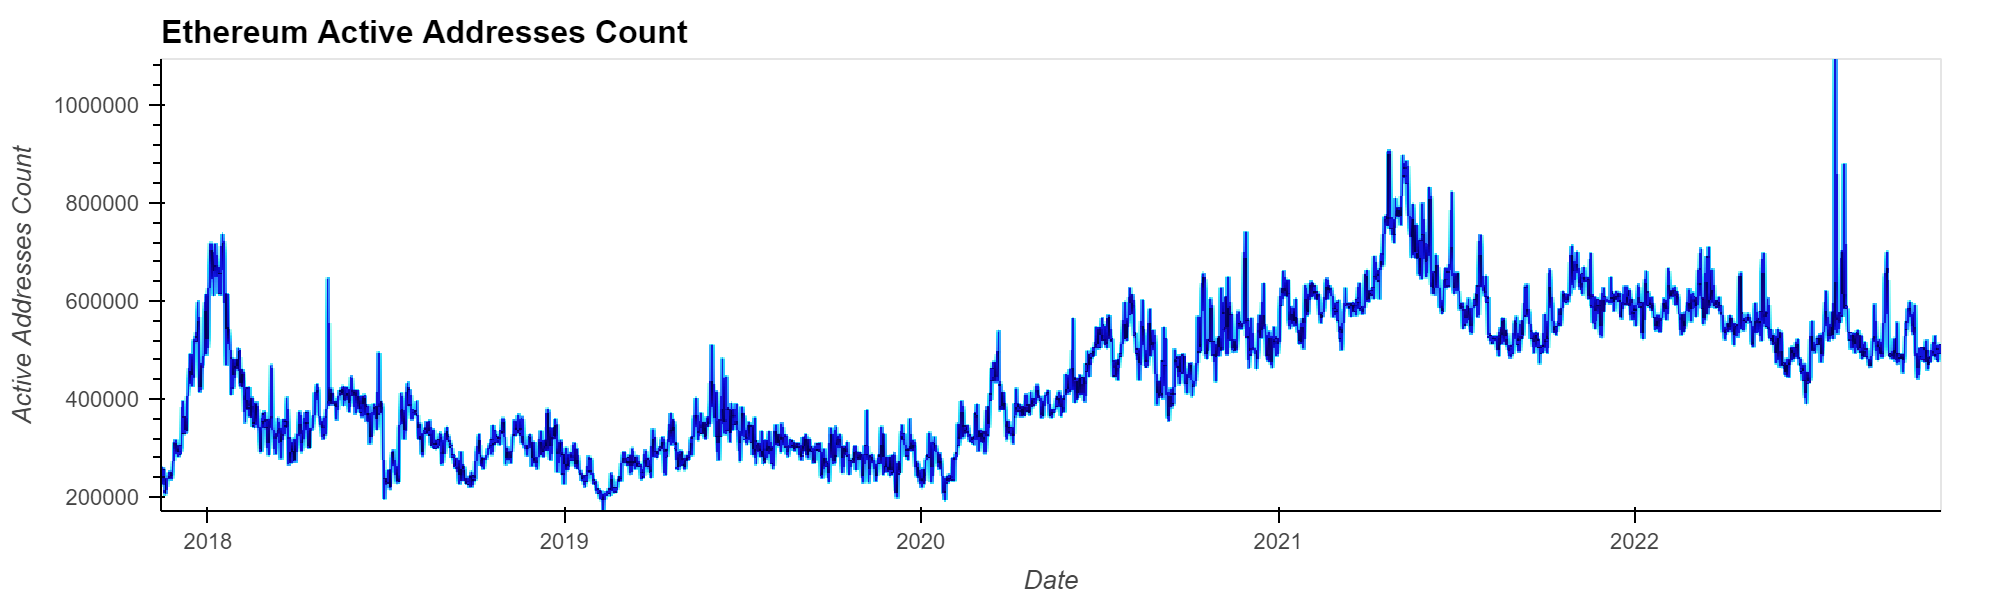 Ethereum Active Addresses Count
Active Addresses Count
1000000
800000
600000
400000
200000
2018 2019 2020 2021 2022
Date